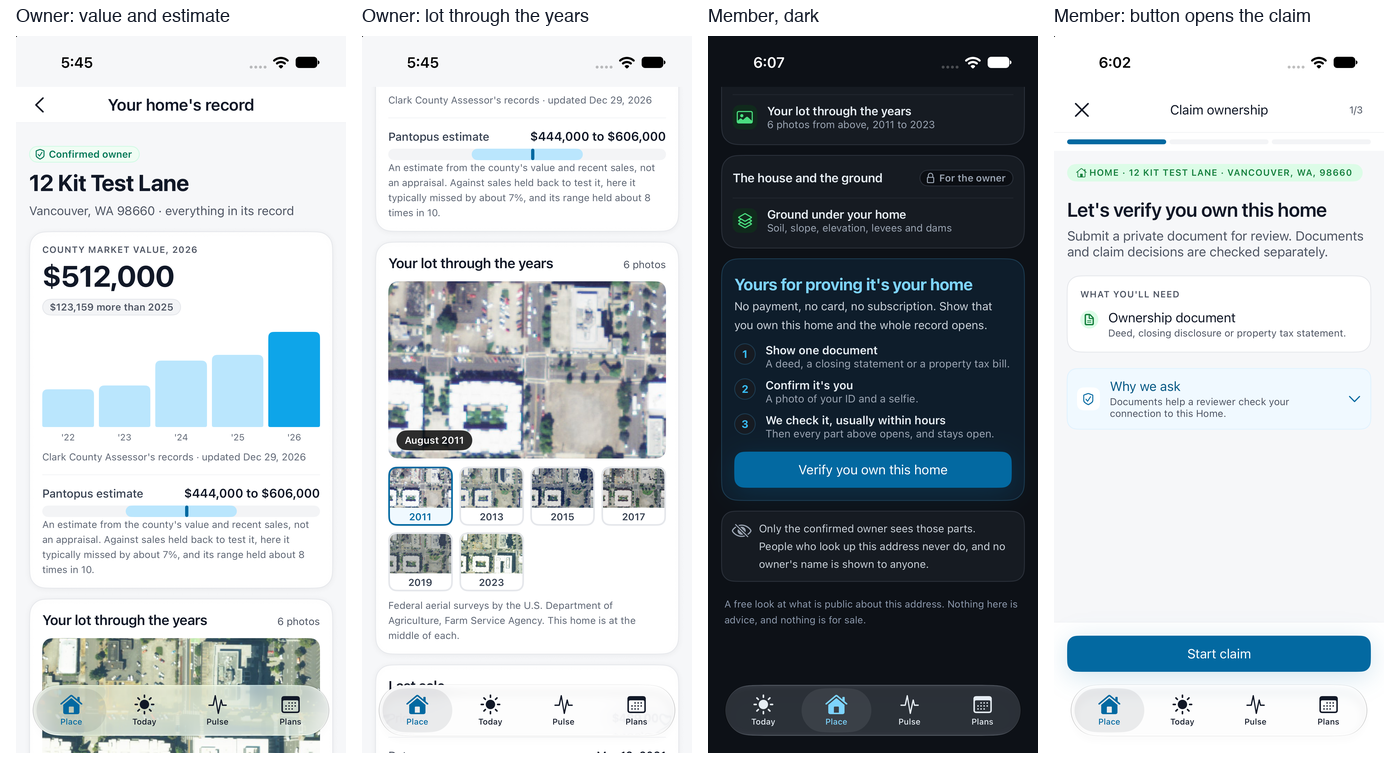 Owner: value and estimate
5:45
Your home's record
Confirmed owner
12 Kit Test Lane
Vancouver, WA 98660 · everything in its record
COUNTY MARKET VALUE, 2026
$512,000
$123,159 more than 2025
'22 '23 '24 '25 '26
Clark County Assessor's records · updated Dec 29, 2026
Pantopus estimate $444,000 to $606,000
An estimate from the county's value and recent sales, not
an appraisal. Against sales held back to test it, here it
typically missed by about 7%, and its range held about 8
times in 10.
Your lot through the years 6 photos
Place Today Pulse Plans
Owner: lot through the years
5:45
Clark County Assessor's records · updated Dec 29, 2026
Pantopus estimate $444,000 to $606,000
An estimate from the county's value and recent sales, not
an appraisal. Against sales held back to test it, here it
typically missed by about 7%, and its range held about 8
times in 10.
Your lot through the years 6 photos
August 2011
2011 2013 2015 2017
2019 2023
Federal aerial surveys by the U.S. Department of
Agriculture, Farm Service Agency. This home is at the
middle of each.
Place Today Pulse Plans
Member, dark
6:07
Your lot through the years
6 photos from above, 2011 to 2023
The house and the ground For the owner
Ground under your home
Soil, slope, elevation, levees and dams
Yours for proving it's your home
No payment, no card, no subscription. Show that
you own this home and the whole record opens.
1 Show one document
A deed, a closing statement or a property tax bill.
2 Confirm it's you
A photo of your ID and a selfie.
3 We check it, usually within hours
Then every part above opens, and stays open.
Verify you own this home
Only the confirmed owner sees those parts.
People who look up this address never do, and no
owner's name is shown to anyone.
A free look at what is public about this address. Nothing here is
advice, and nothing is for sale.
Today Place Pulse Plans
Member: button opens the claim
6:02
Claim ownership 1/3
HOME · 12 KIT TEST LANE · VANCOUVER, WA, 98660
Let's verify you own this home
Submit a private document for review. Documents
and claim decisions are checked separately.
WHAT YOU'LL NEED
Ownership document
Deed, closing disclosure or property tax statement.
Why we ask
Documents help a reviewer check your
connection to this Home.
Start claim
Place Today Pulse Plans